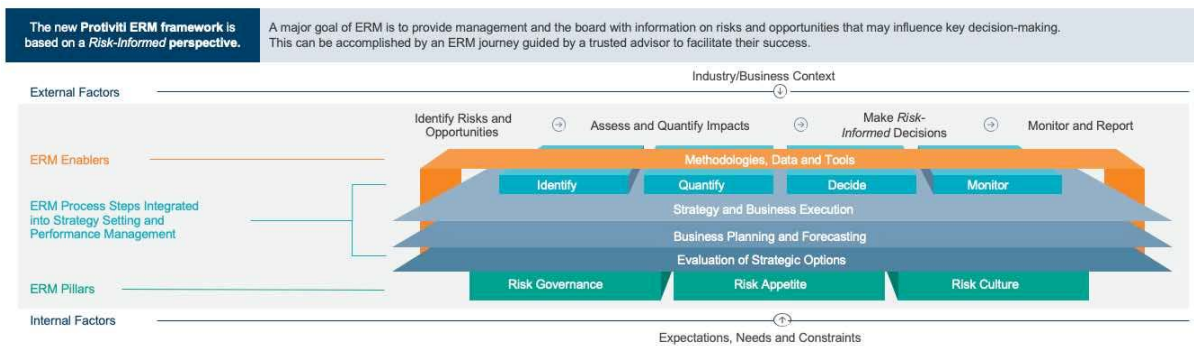 The new Protiviti ERM framework is
based on a Risk-Informed perspective.
A major goal of ERM is to provide management and the board with information on risks and opportunities that may influence key decision-making.
This can be accomplished by an ERM journey guided by a trusted advisor to facilitate their success.
Industry/Business Context
External Factors
Identify Risks and
Opportunities
Assess and Quantify Impacts
Make Risk-
Informed Decisions
Monitor and Report
ERM Enablers
Methodologies, Data and Tools
Identify
Quantify
Decide
Monitor
ERM Process Steps Integrated
into Strategy Setting and
Performance Management
Strategy and Business Execution
Business Planning and Forecasting
Evaluation of Strategic Options
ERM Pillars
Risk Governance
Risk Appetite
Risk Culture
Internal Factors
Expectations, Needs and Constraints